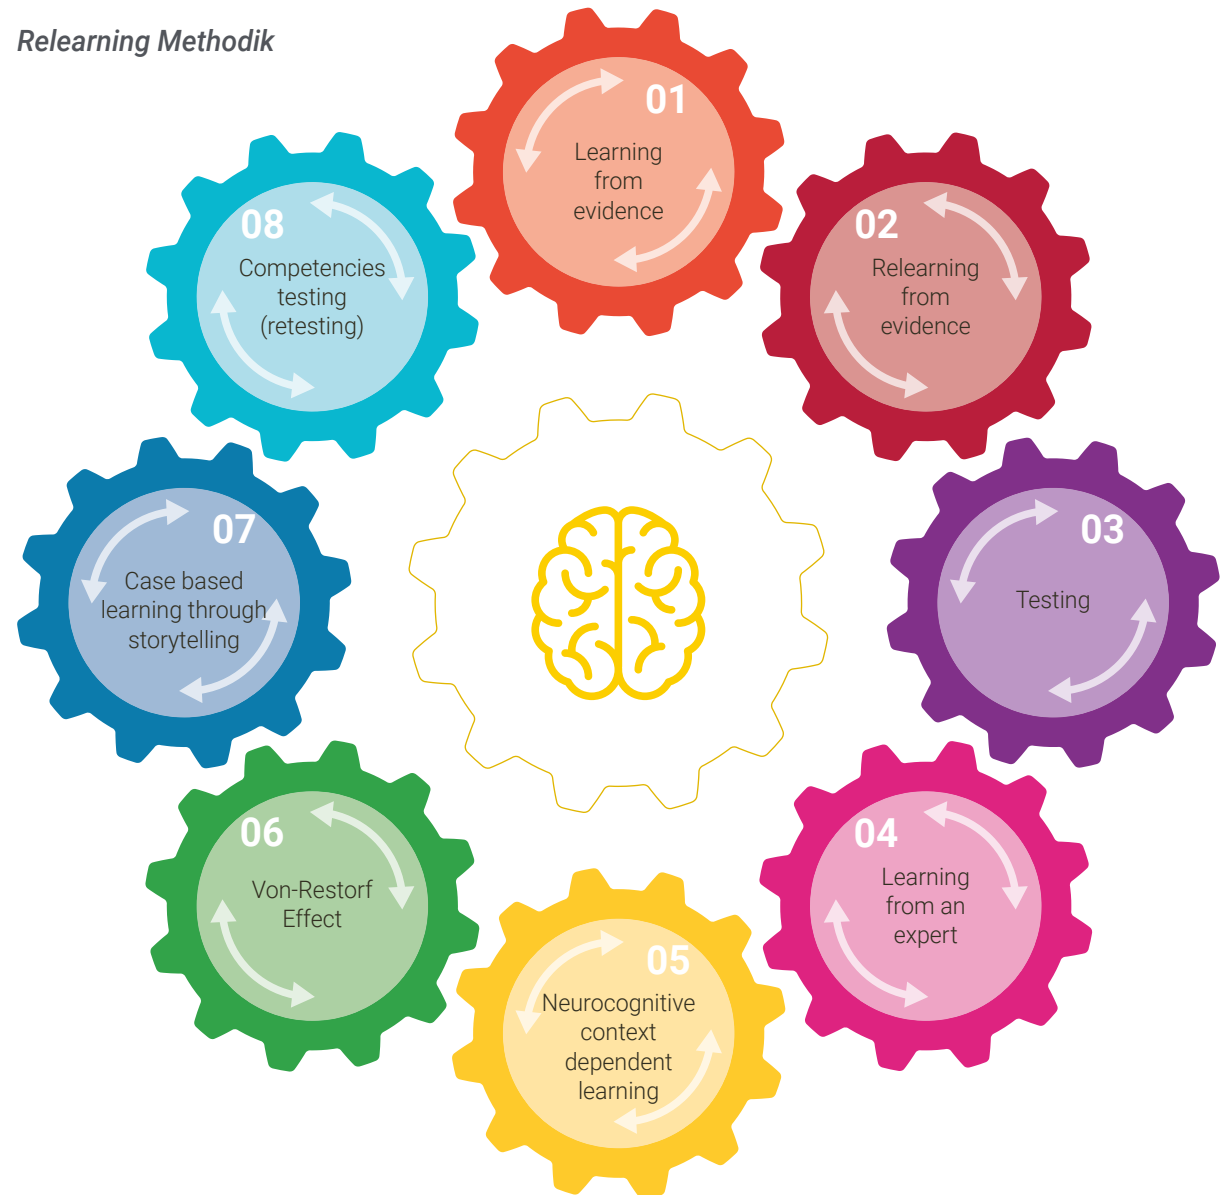 Relearning Methodik
01
Learning
from
evidence
02
Relearning
from
evidence
03
Testing
04
Learning
from an
expert
05
Neurocognitive
context
dependent
learning
06
Von-Restorf
Effect
07
Case based
learning through
storytelling
08
Competencies
testing
(retesting)